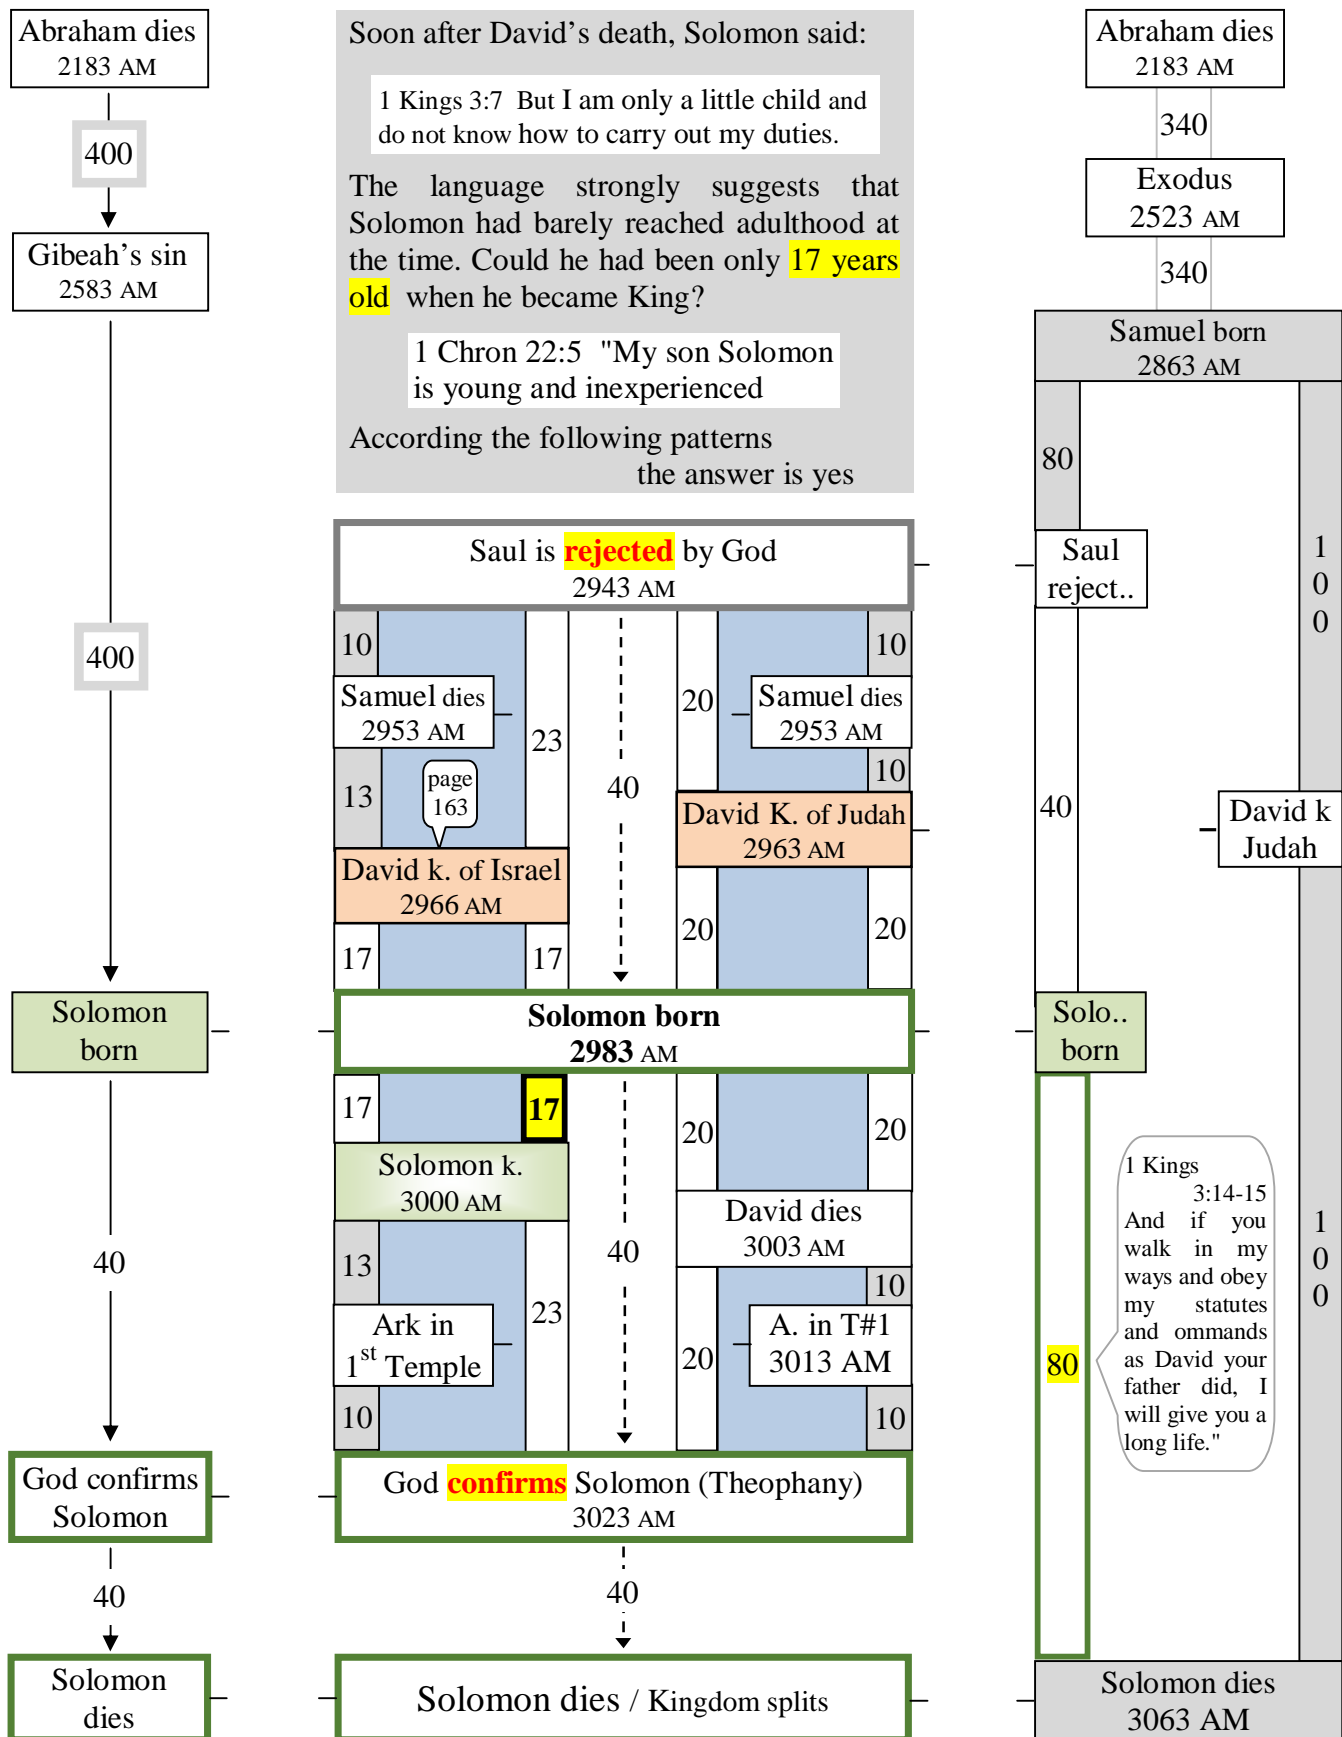 Abraham dies
2183 AM
400
Gibeah's sin
2583 AM
400
Solomon
born
40
God confirms
Solomon
40
Solomon
dies
Soon after David's death, Solomon said:
1 Kings 3:7 But I am only a little child and
do not know how to carry out my duties.
The language strongly suggests that
Solomon had barely reached adulthood at
the time. Could he had been only 17 years
old when he became King?
1 Chron 22:5 "My son Solomon
is young and inexperienced
According the following patterns
the answer is yes
Saul is rejected by God
2943 AM
10
Samuel dies
2953 AM
13
page
163
23
David k. of Israel
2966 AM
17
17
40
20
10
Samuel dies
2953 AM
10
David K. of Judah
2963 AM
20
20
Solomon born
2983 AM
17
17
Solomon k.
3000 AM
13
23
Ark in
1st Temple
10
40
20
20
David dies
3003 AM
10
20
A. in T#1
3013 AM
10
God confirms Solomon (Theophany)
3023 AM
40
Solomon dies / Kingdom splits
Abraham dies
2183 AM
340
Exodus
2523 AM
340
Samuel born
2863 AM
80
Saul
reject..
100
40
David k
Judah
Solo..
born
80
1 Kings
3:14-15
And if you
walk in my
ways and obey
my statutes
and ommands
as David your
father did, I
will give you a
long life."
100
Solomon dies
3063 AM